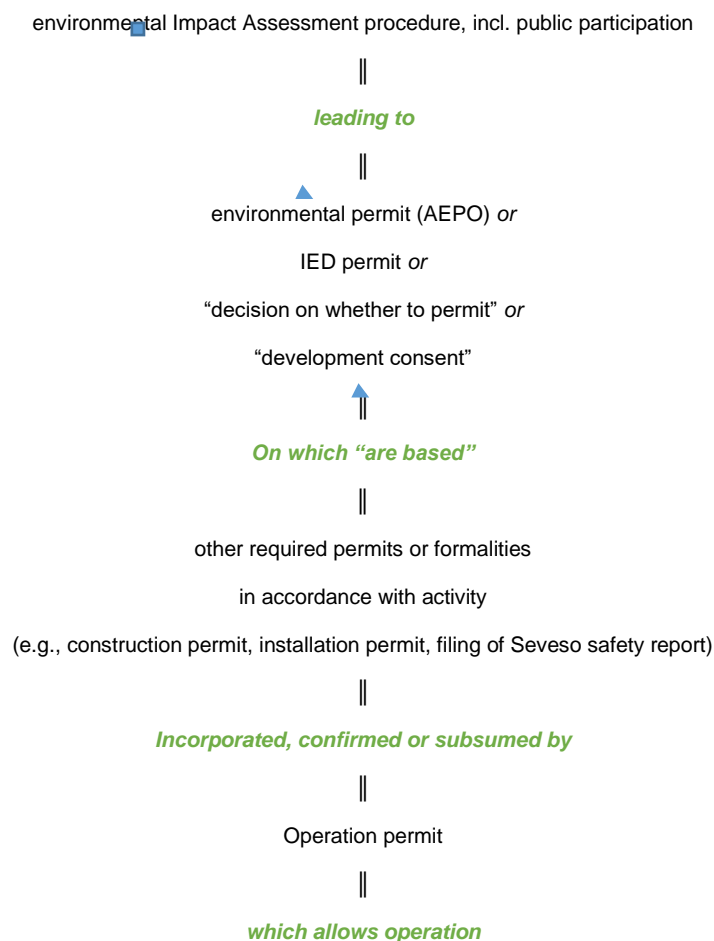 environmental Impact Assessment procedure, incl. public participation
‖
leading to
‖
environmental permit (AEPO) or
IED permit or
“decision on whether to permit” or
“development consent”
‖
On which “are based”
‖
other required permits or formalities
in accordance with activity
(e.g., construction permit, installation permit, filing of Seveso safety report)
‖
Incorporated, confirmed or subsumed by
‖
Operation permit
‖
which allows operation